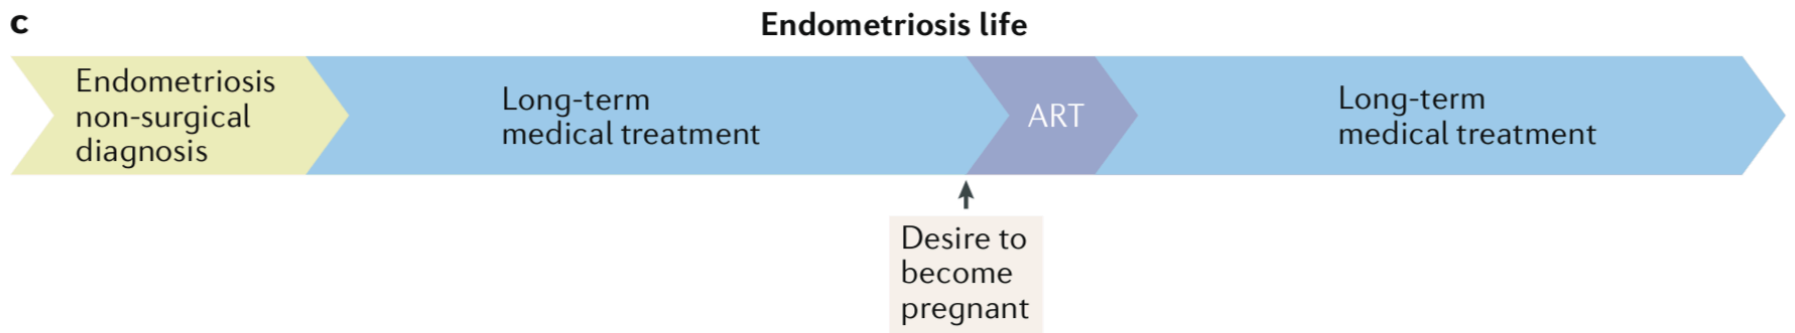 c
Endometriosis life
Endometriosis
non-surgical
diagnosis
Long-term
medical treatment
ART
Long-term
medical treatment
Desire to
become
pregnant